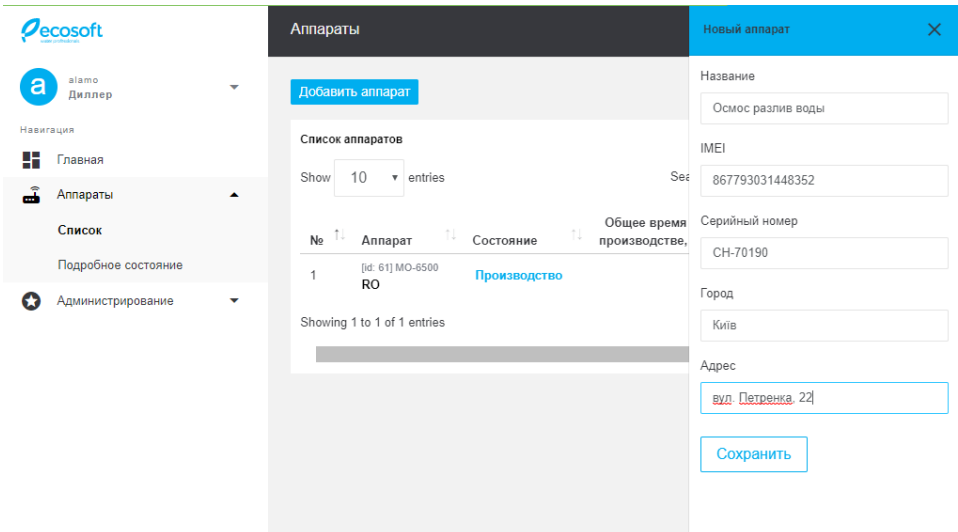 ecosoft
a
alamo
Диллер
Навигация
Главная
Аппараты
Список
Подробное состояние
Администрирование
Аппараты
Добавить аппарат
Список аппаратов
Show 10 entries
Sea
№ Аппарат Состояние Общее время производстве,
1 [id: 61] MO-6500 RO Производство
Showing 1 to 1 of 1 entries
Новый аппарат
Название
Осмос разлив воды
IMEI
867793031448352
Серийный номер
CH-70190
Город
Київ
Адрес
вул. Петренка, 22
Сохранить